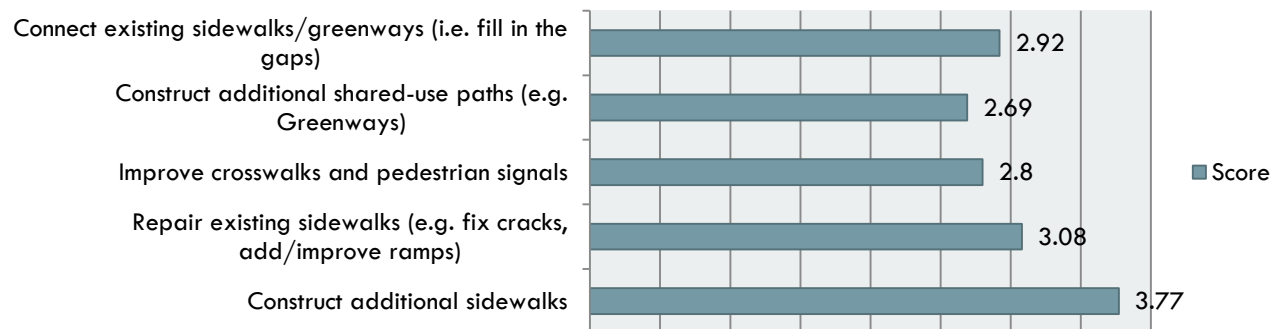 Connect existing sidewalks/greenways (i.e. fill in the
gaps)
2.92
Construct additional shared-use paths (e.g.
Greenways)
2.69
Improve crosswalks and pedestrian signals
2.8
Score
Repair existing sidewalks (e.g. fix cracks,
add/improve ramps)
3.08
Construct additional sidewalks
3.77